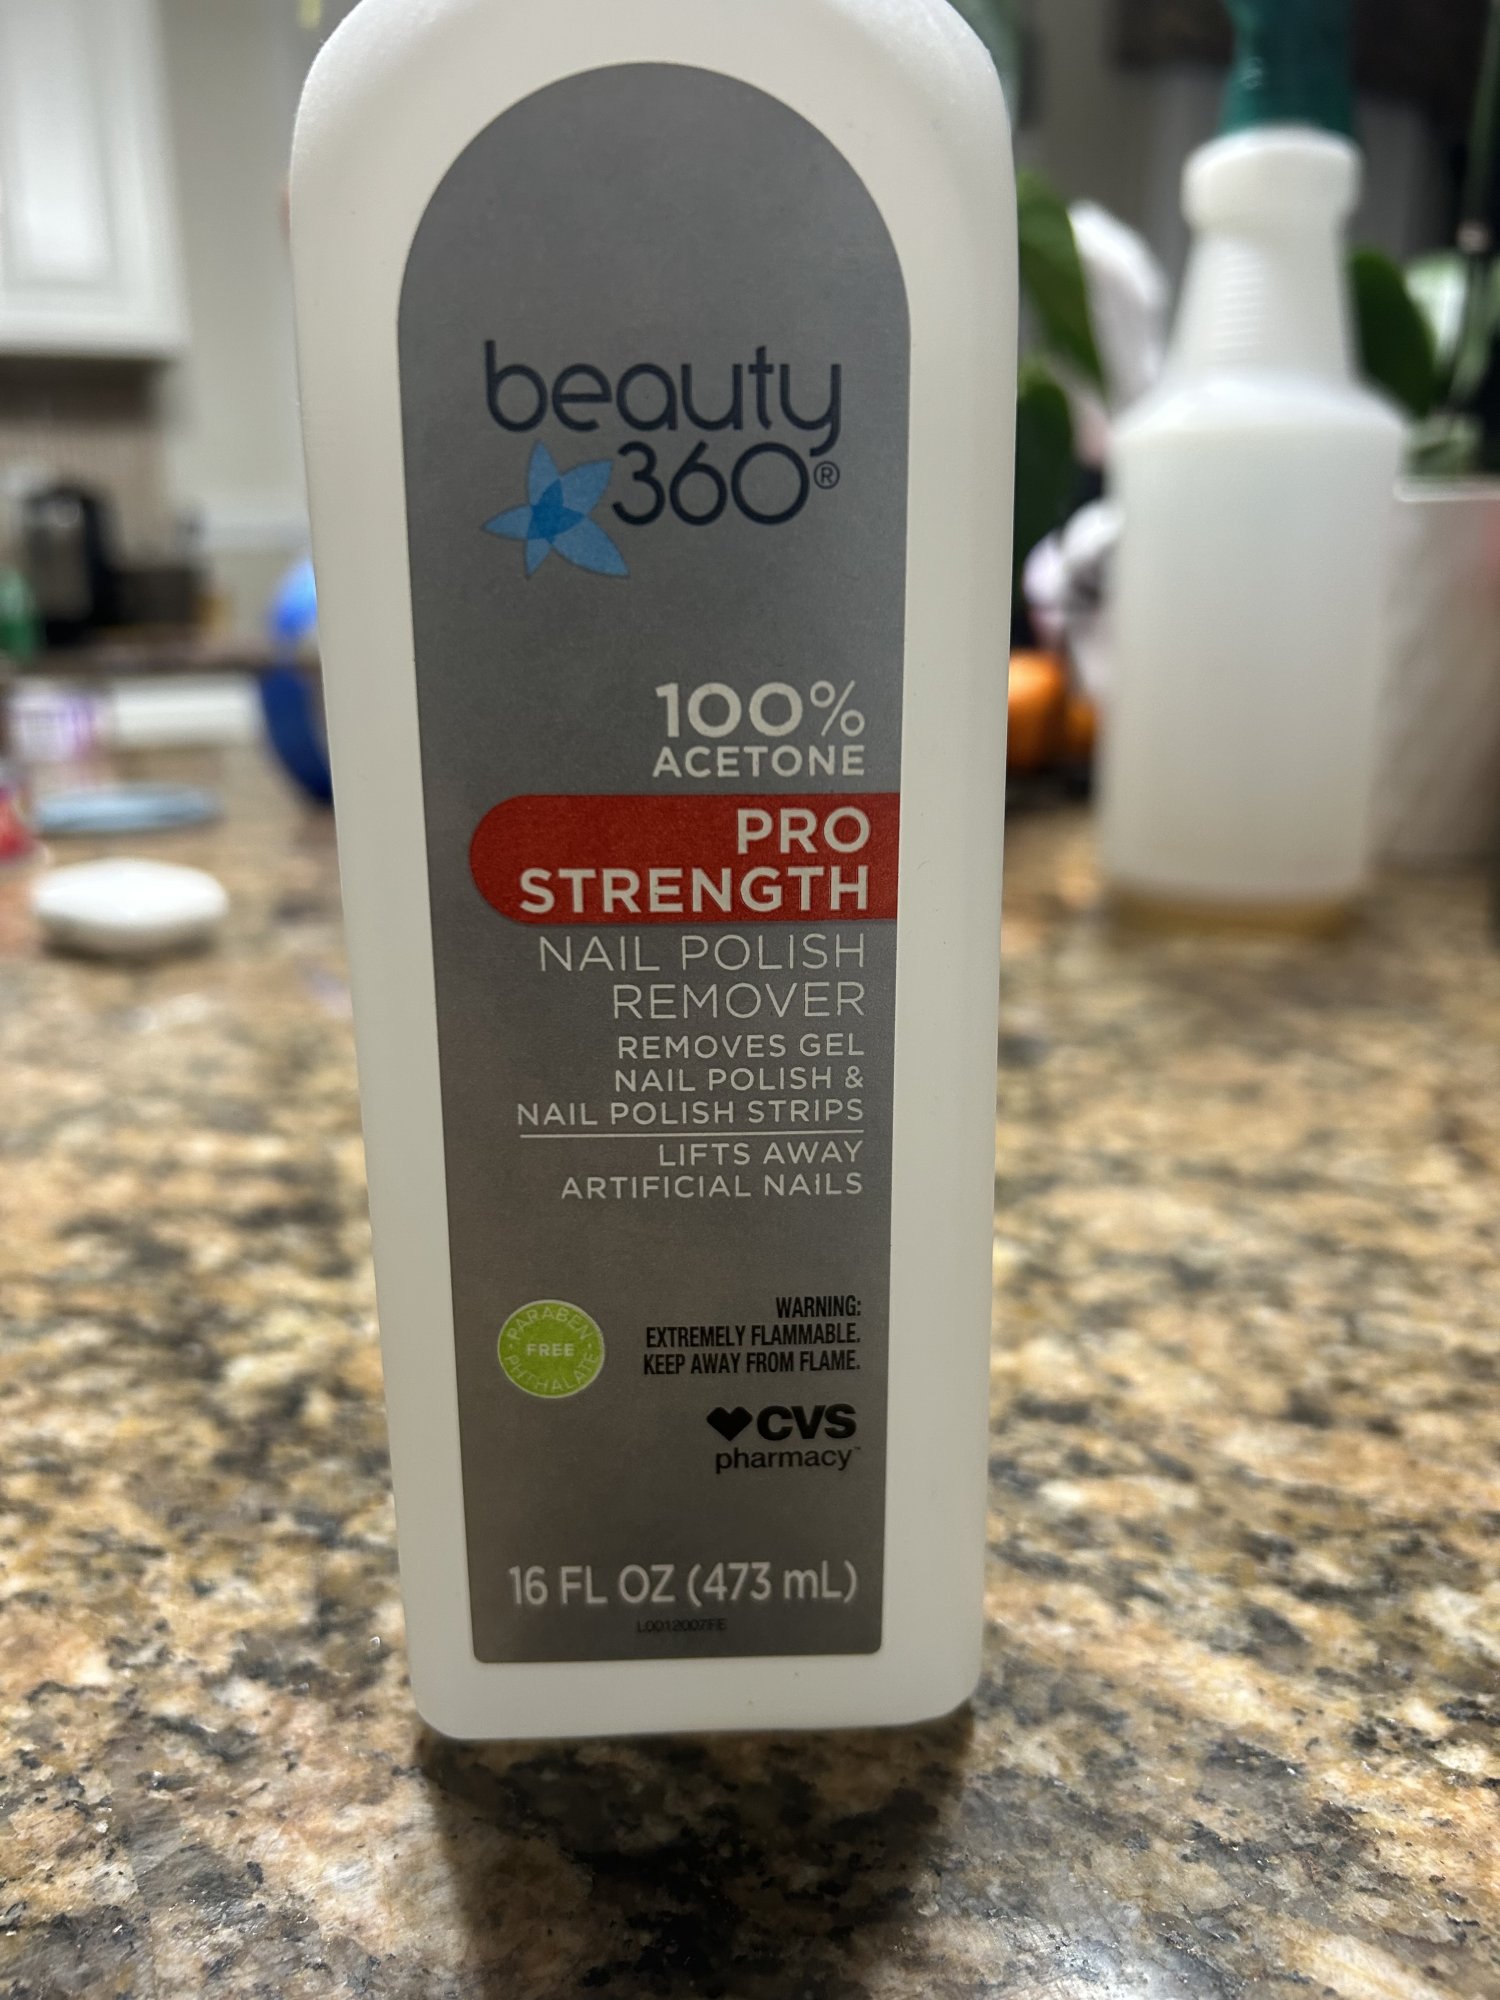 beauty
360®
100%
ACETONE
PRO
STRENGTH
NAIL POLISH
REMOVER
REMOVES GEL
NAIL POLISH &
NAIL POLISH STRIPS
LIFTS AWAY
ARTIFICIAL NAILS
PARABEN
FREE
PHTHALATE
WARNING:
EXTREMELY FLAMMABLE.
KEEP AWAY FROM FLAME.
CVS
pharmacy™
16 FL OZ (473 mL)